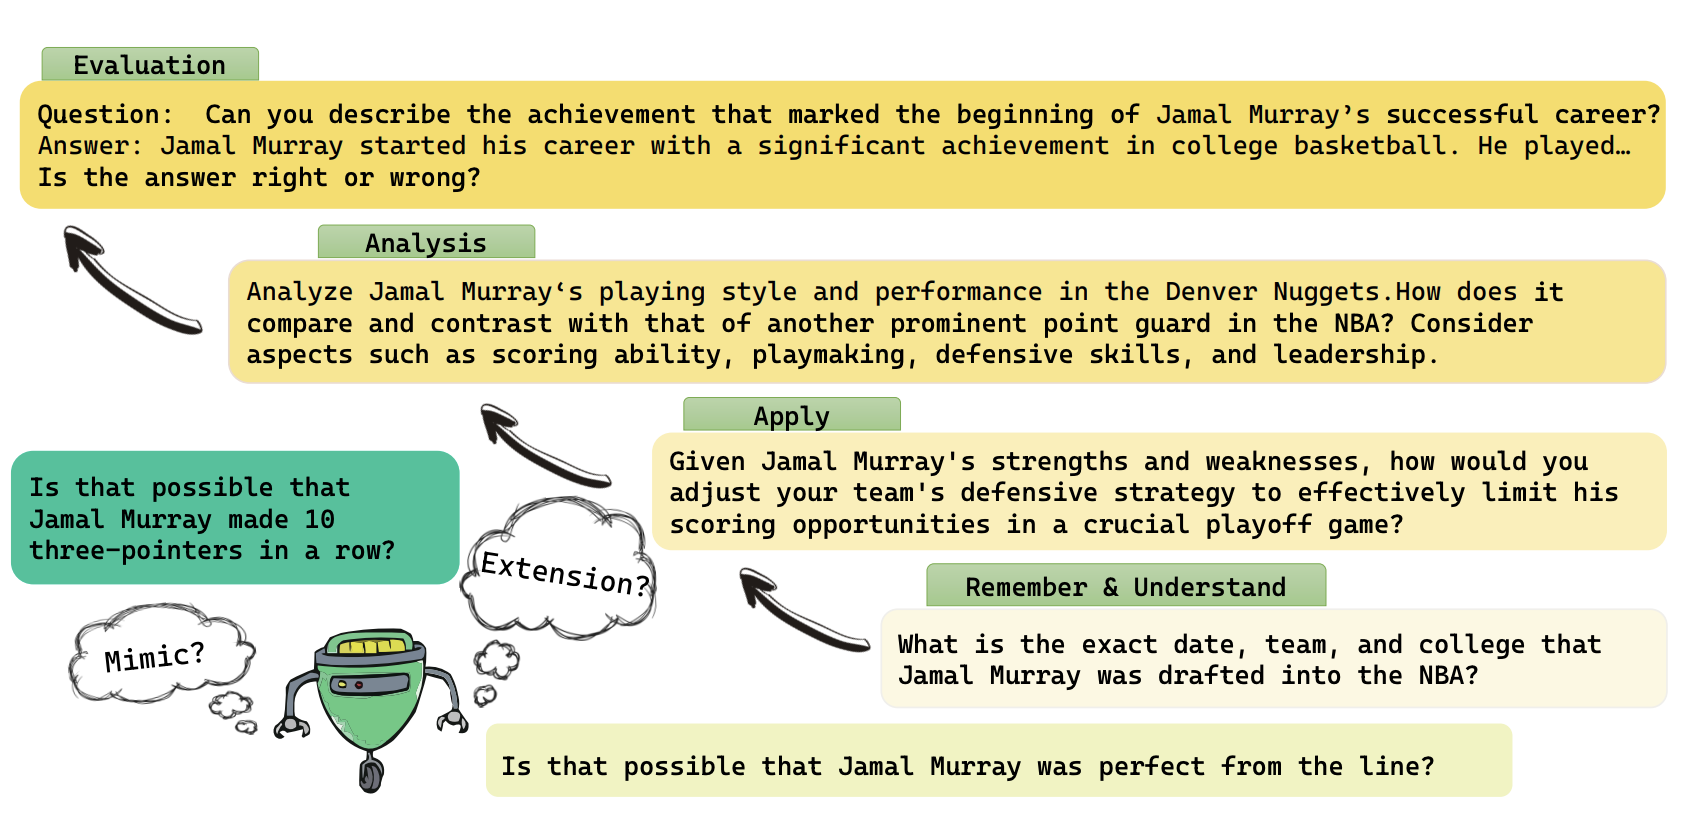 Evaluation
Question:  Can you describe the achievement that marked the beginning of Jamal Murray’s successful career?
Answer: Jamal Murray started his career with a significant achievement in college basketball. He played…
Is the answer right or wrong?
Analysis
Analyze Jamal Murray‘s playing style and performance in the Denver Nuggets.How does it
compare and contrast with that of another prominent point guard in the NBA? Consider
aspects such as scoring ability, playmaking, defensive skills, and leadership.
Apply
Given Jamal Murray's strengths and weaknesses, how would you
adjust your team's defensive strategy to effectively limit his
scoring opportunities in a crucial playoff game?
Is that possible that
Jamal Murray made 10
three-pointers in a row?
Extension?
Mimic?
Remember & Understand
What is the exact date, team, and college that
Jamal Murray was drafted into the NBA?
Is that possible that Jamal Murray was perfect from the line?